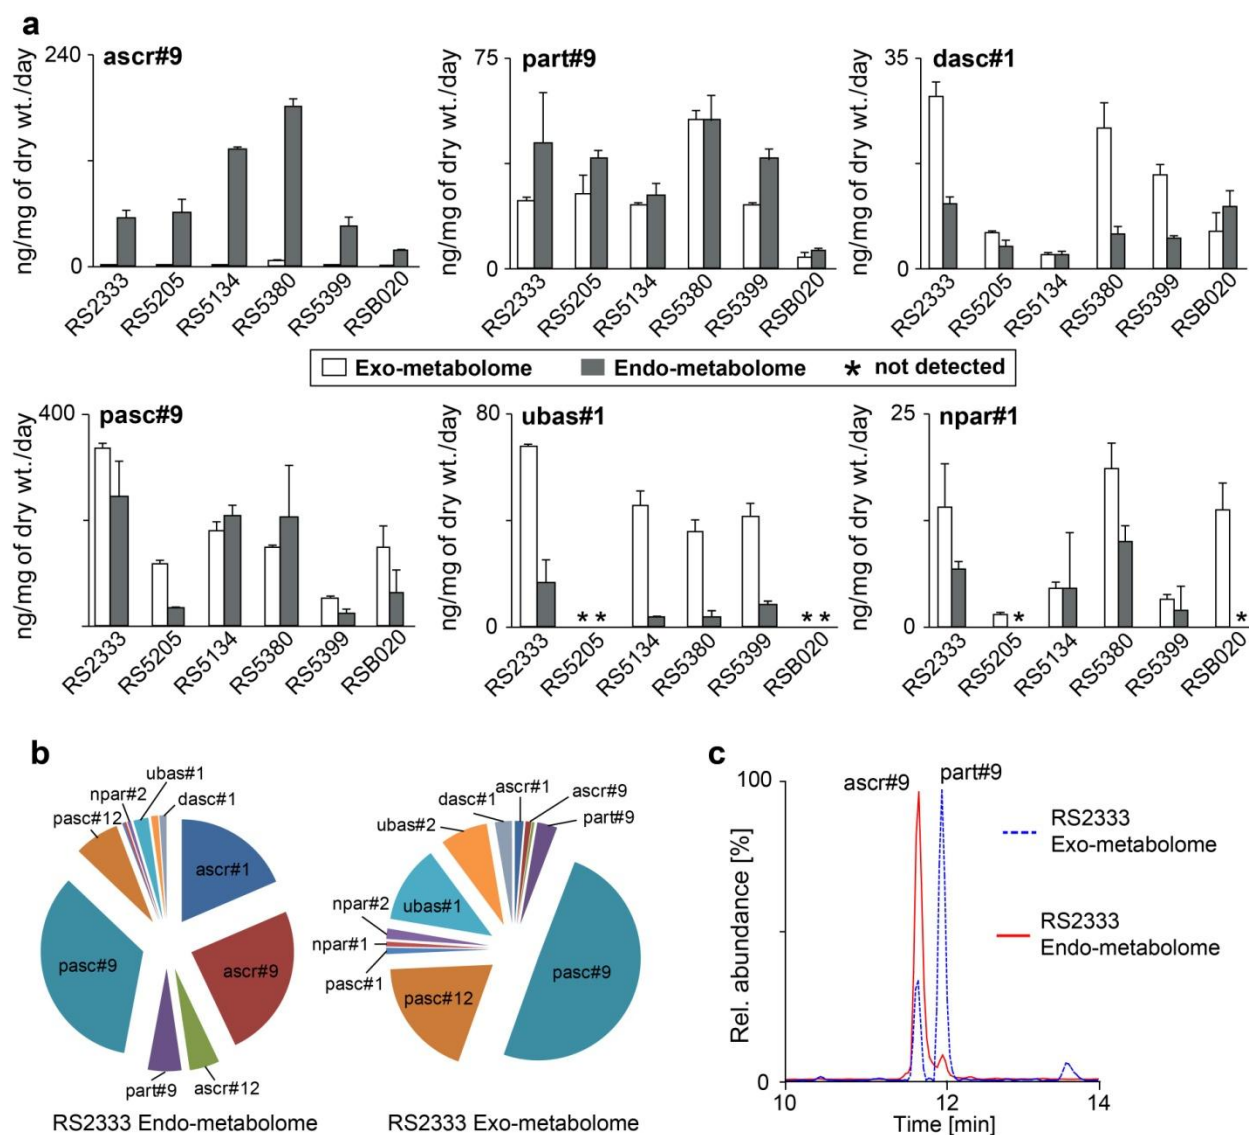 a
ascr#9
part#9
dasc#1
240
0
ng/mg of dry wt./day
RS2333
RS5205
RS5134
RS5380
RS5399
RSB020
75
0
ng/mg of dry wt./day
RS2333
RS5205
RS5134
RS5380
RS5399
RSB020
35
0
ng/mg of dry wt./day
RS2333
RS5205
RS5134
RS5380
RS5399
RSB020
Exo-metabolome Endo-metabolome * not detected
pasc#9
ubas#1
npar#1
400
ng/mg of dry wt./day
RS2333
RS5205
RS5134
RS5380
RS5399
RSB020
80
0
ng/mg of dry wt./day
* *
* *
RS2333
RS5205
RS5134
RS5380
RS5399
RSB020
25
0
ng/mg of dry wt./day
*
*
RS2333
RS5205
RS5134
RS5380
RS5399
RSB020
b
ubas#1
npar#2
dasc#1
pasc#12
ascr#1
pasc#9
ascr#9
part#9
ascr#12
RS2333 Endo-metabolome
ascr#1
dasc#1
ascr#9
ubas#2
part#9
ubas#1
npar#2
npar#1
pasc#1
pasc#9
pasc#12
RS2333 Exo-metabolome
c
100
0
Rel. abundance [%]
ascr#9
part#9
RS2333
Exo-metabolome
RS2333
Endo-metabolome
10
12
14
Time [min]